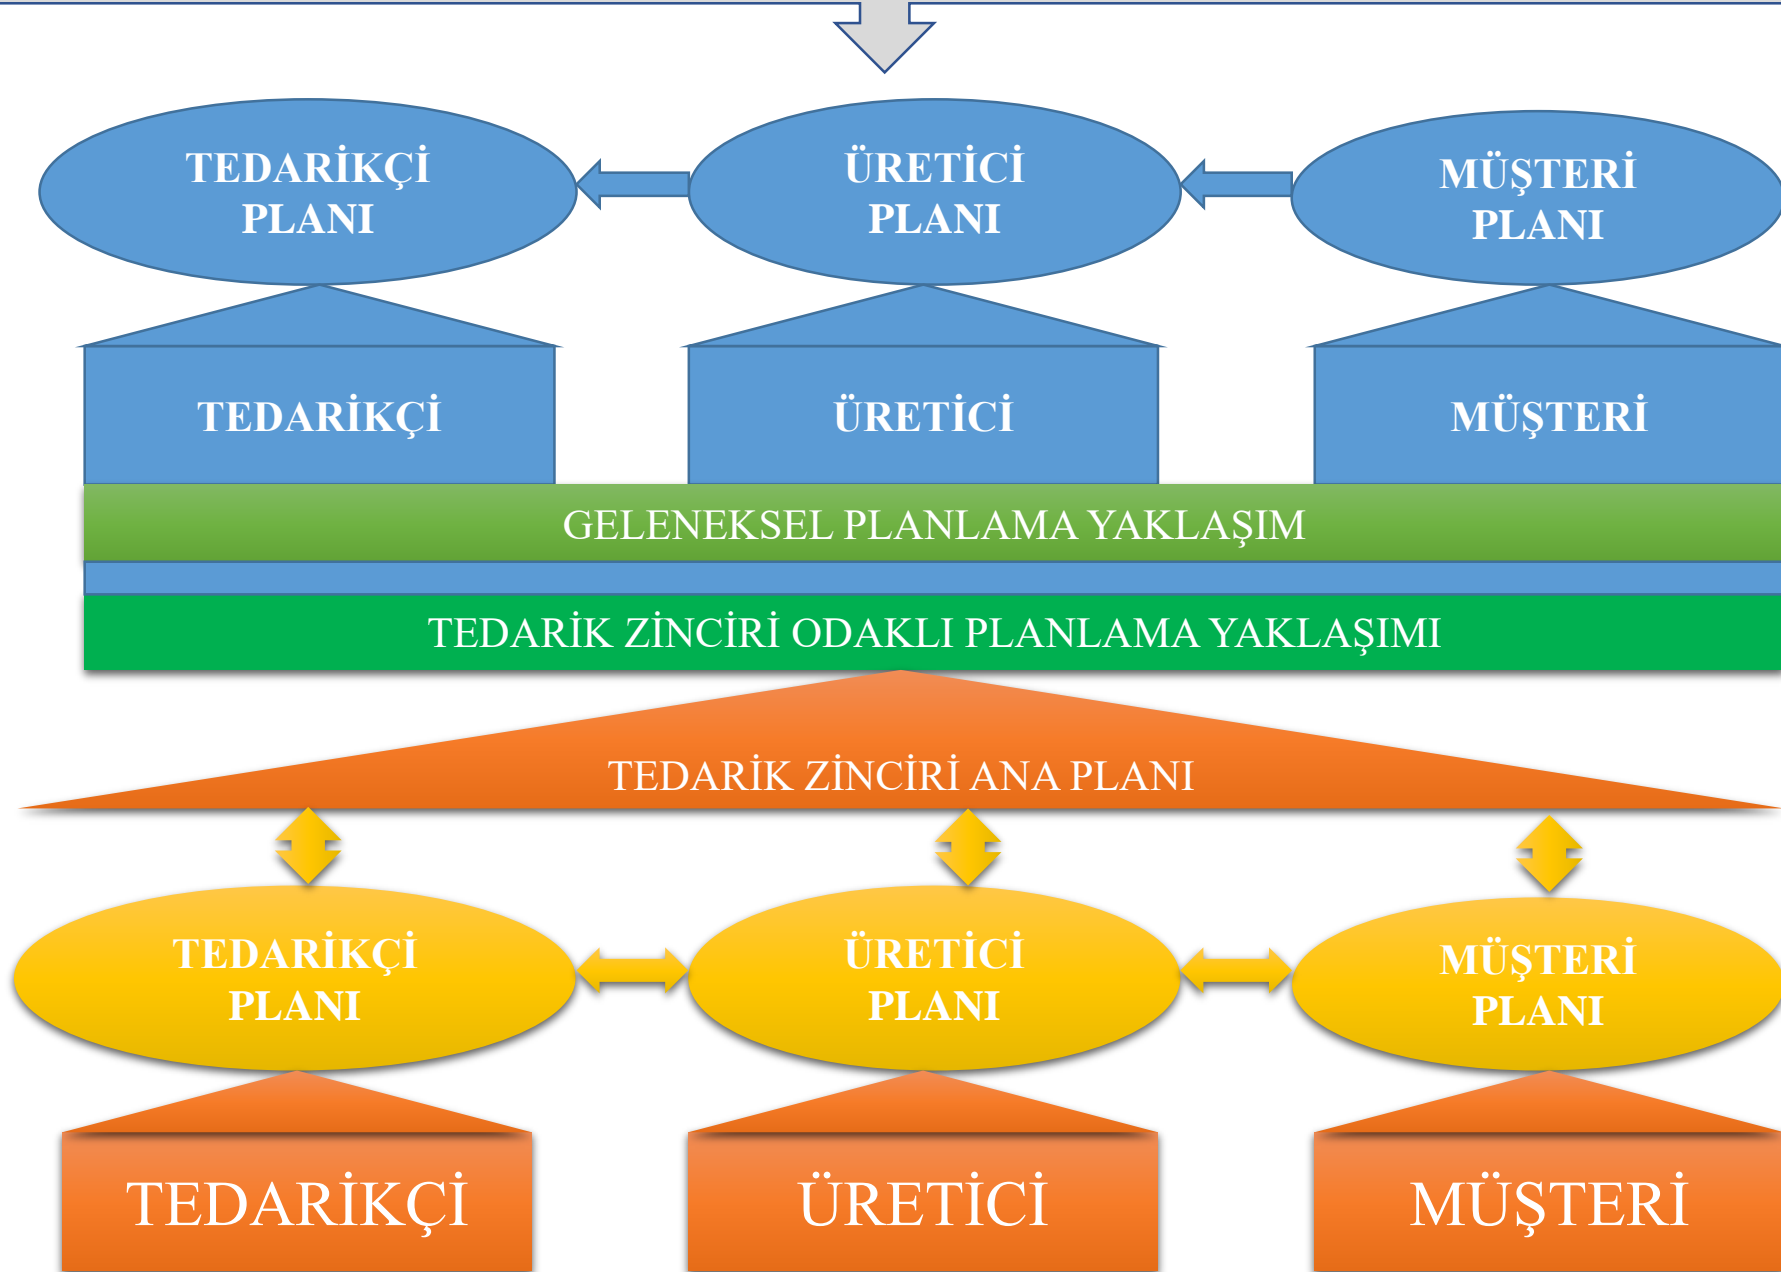 TEDARİKÇİ
PLANI
ÜRETİCİ
PLANI
MÜŞTERİ
PLANI
TEDARİKÇİ
ÜRETİCİ
MÜŞTERİ
GELENEKSEL PLANLAMA YAKLAŞIM
TEDARİK ZİNCİRİ ODAKLI PLANLAMA YAKLAŞIMI
TEDARİK ZİNCİRİ ANA PLANI
TEDARİKÇİ
PLANI
ÜRETİCİ
PLANI
MÜŞTERİ
PLANI
TEDARİKÇİ
ÜRETİCİ
MÜŞTERİ